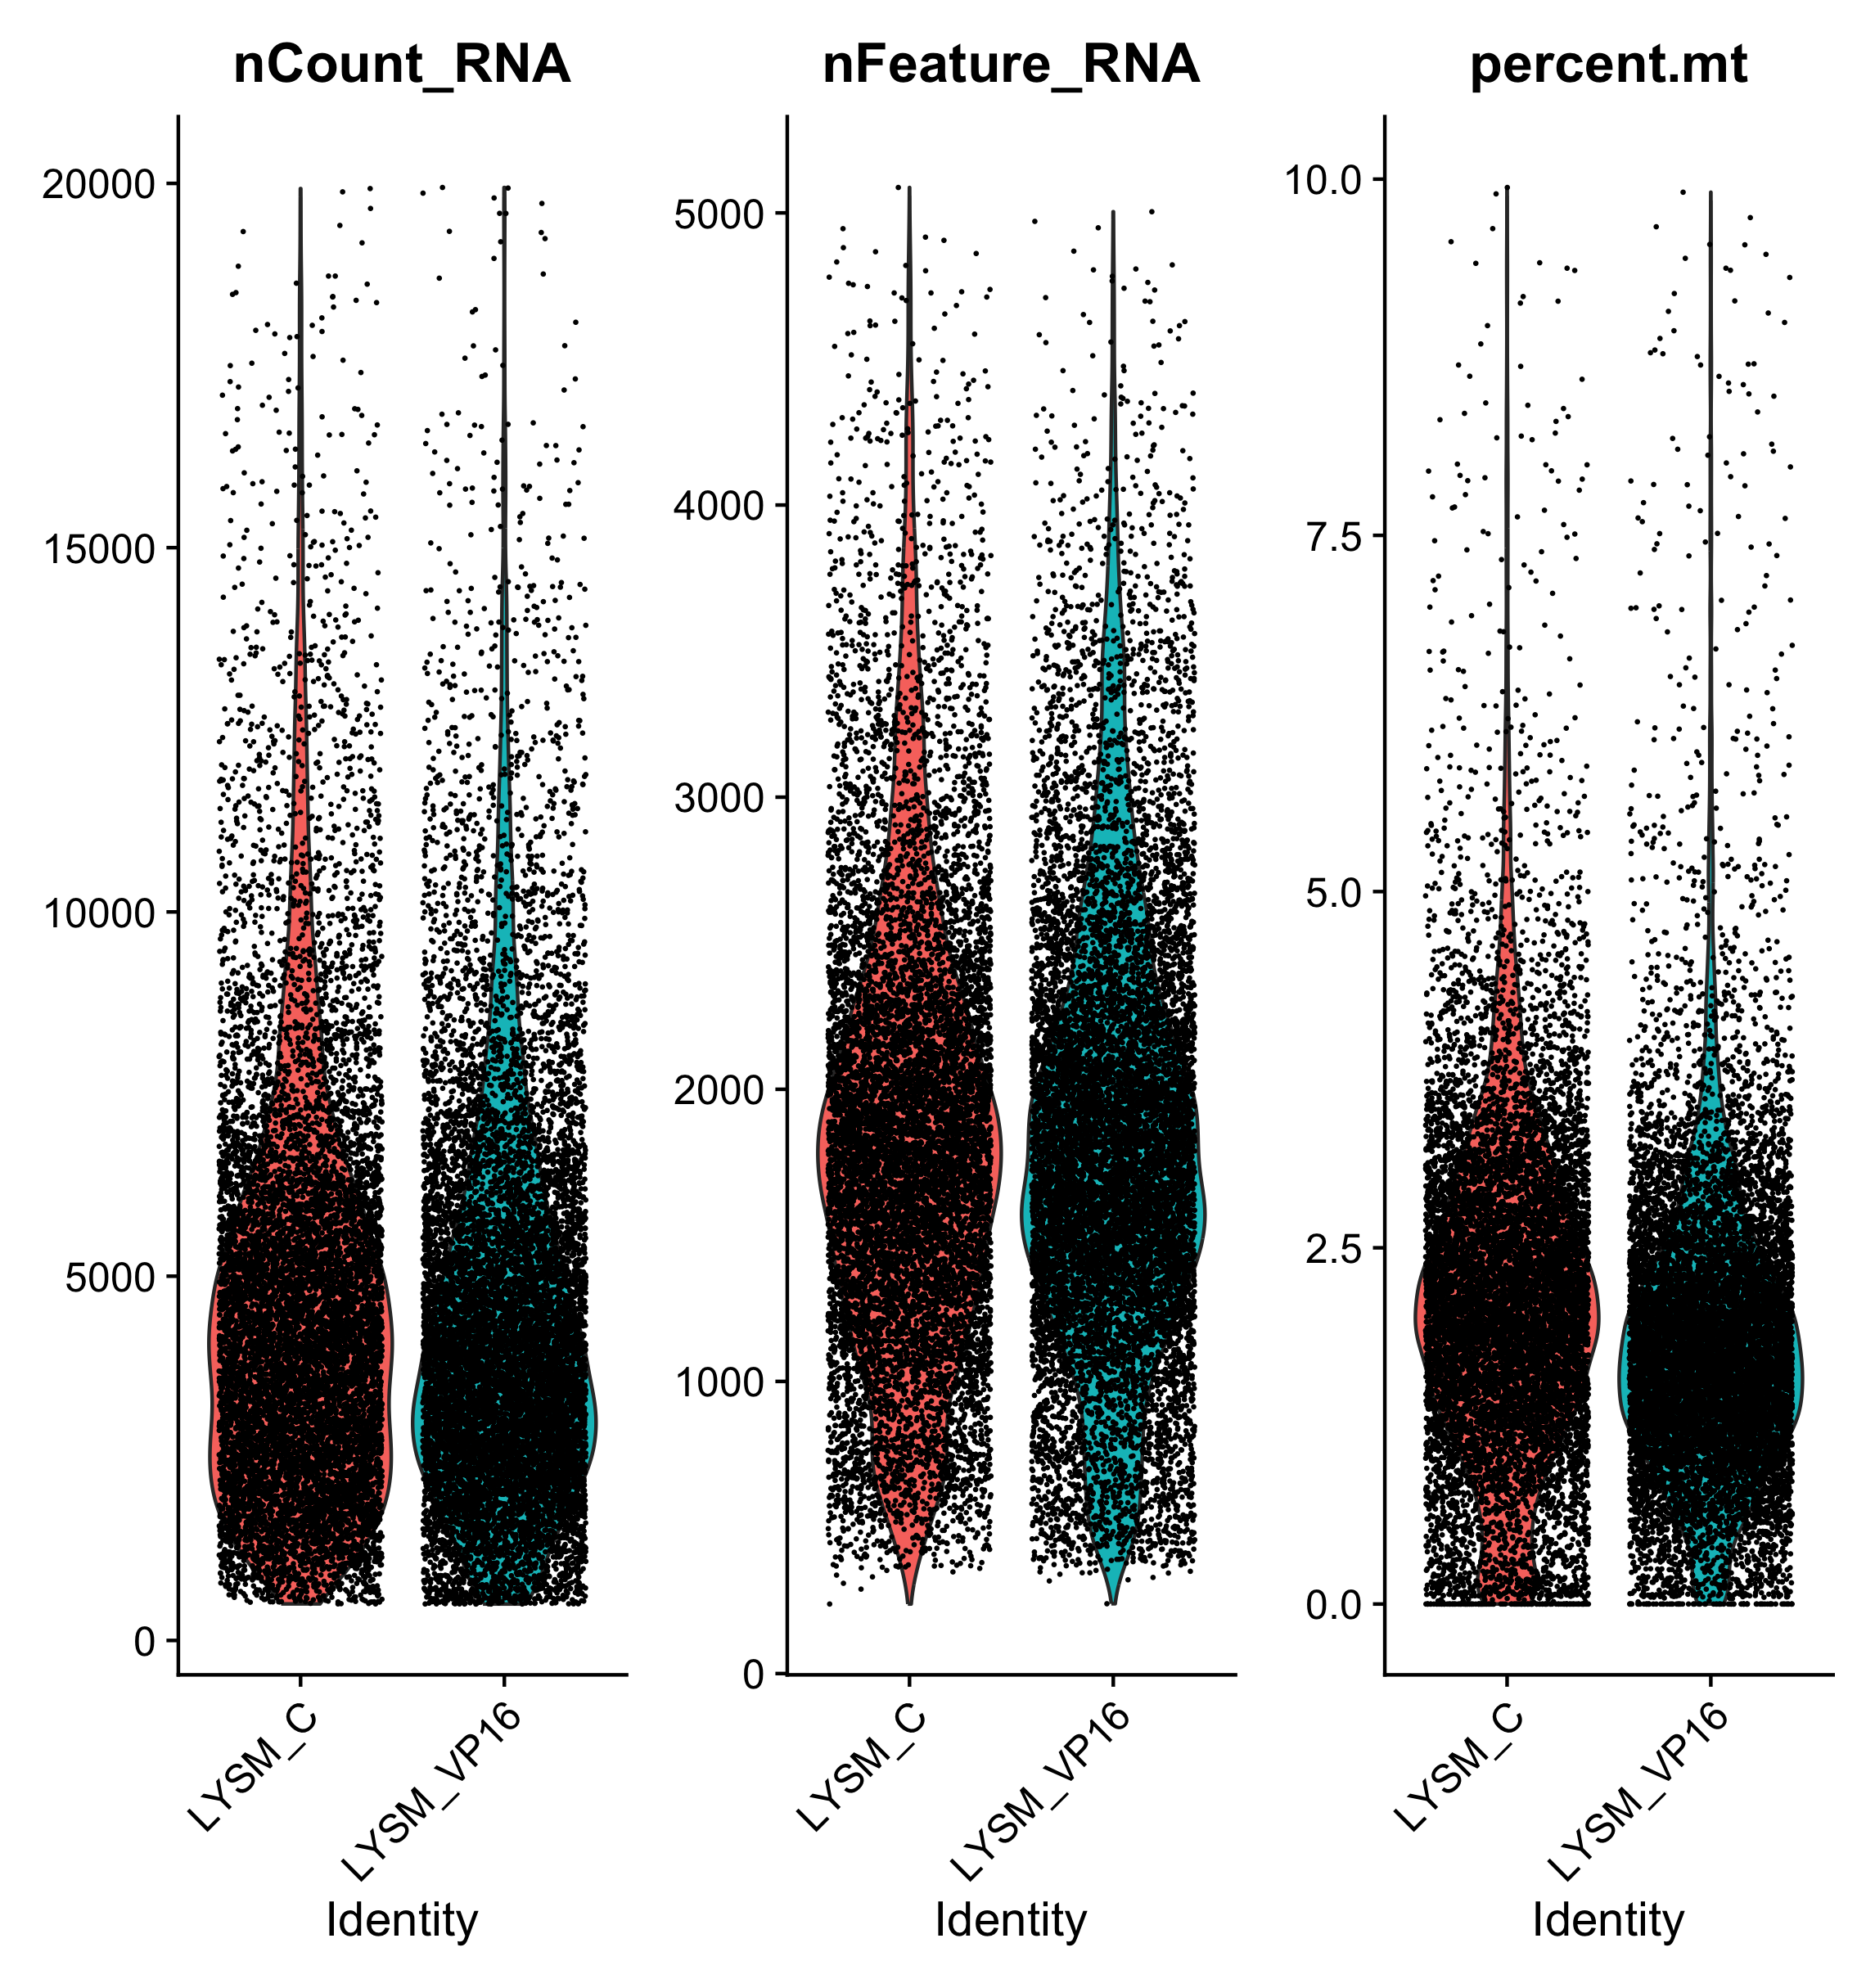 nCount_RNA
20000
15000
10000
5000
0
LYSM_C
LYSM_VP16
Identity
nFeature_RNA
5000
4000
3000
2000
1000
0
LYSM_C
LYSM_VP16
Identity
percent.mt
10.0
7.5
5.0
2.5
0.0
LYSM_C
LYSM_VP16
Identity